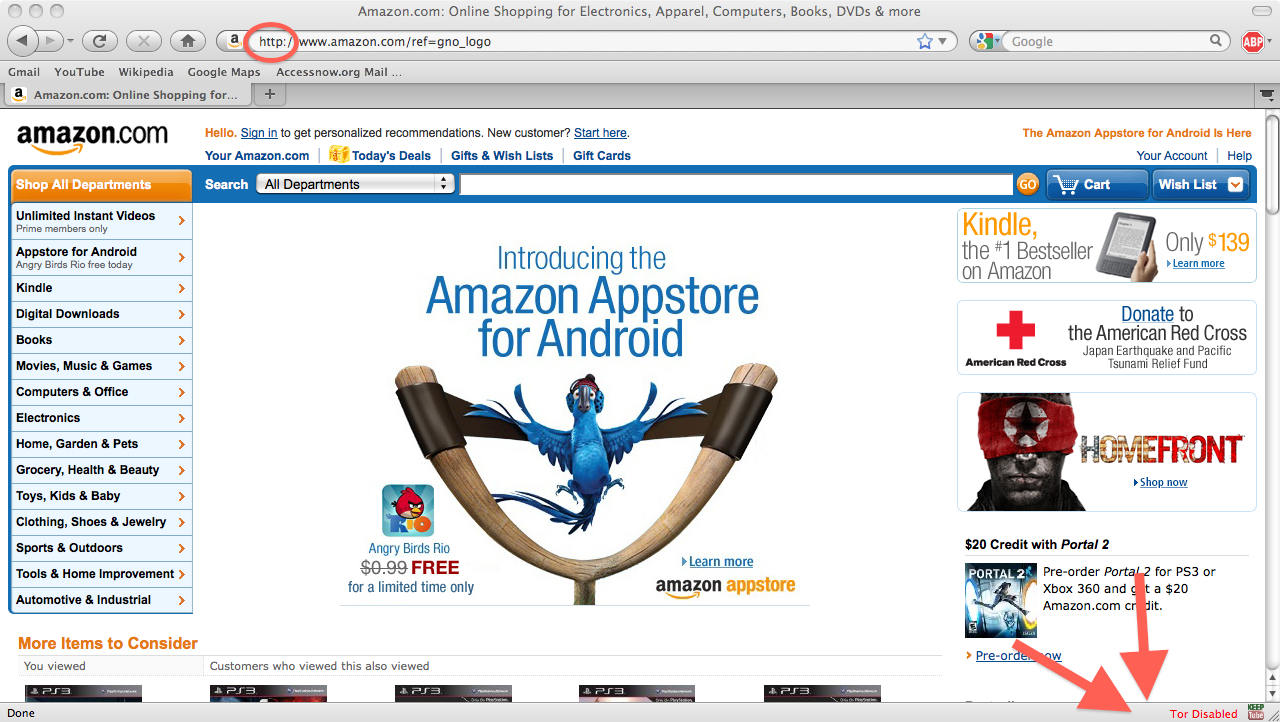 Amazon.com: Online Shopping for Electronics, Apparel, Computers, Books, DVDs & more
http://www.amazon.com/ref=gno_logo
Google
ABP
Gmail YouTube Wikipedia Google Maps Accessnow.org Mail ...
Amazon.com: Online Shopping for...
amazon.com
Hello. Sign in to get personalized recommendations. New customer? Start here.
The Amazon Appstore for Android Is Here
Your Amazon.com Today's Deals Gifts & Wish Lists Gift Cards
Your Account Help
Shop All Departments
Search All Departments GO Cart Wish List
Unlimited Instant Videos
Prime members only
Appstore for Android
Angry Birds Rio free today
Kindle
Digital Downloads
Books
Movies, Music & Games
Computers & Office
Electronics
Home, Garden & Pets
Grocery, Health & Beauty
Toys, Kids & Baby
Clothing, Shoes & Jewelry
Sports & Outdoors
Tools & Home Improvement
Automotive & Industrial
Introducing the
Amazon Appstore
for Android
RIO
Angry Birds Rio
$0.99 FREE
for a limited time only
Learn more
amazon appstore
Kindle,
the #1 Bestseller
on Amazon
Only $139
Learn more
American Red Cross
Donate to
the American Red Cross
Japan Earthquake and Pacific
Tsunami Relief Fund
HOMEFRONT
Shop now
$20 Credit with Portal 2
PORTAL 2
Pre-order Portal 2 for PS3 or
Xbox 360 and get a $20
Amazon.com credit.
Pre-order now
More Items to Consider
You viewed
Customers who viewed this also viewed
PS3
PS3
PS3
PS3
PS3
Done
Tor Disabled
KEEP
Tube